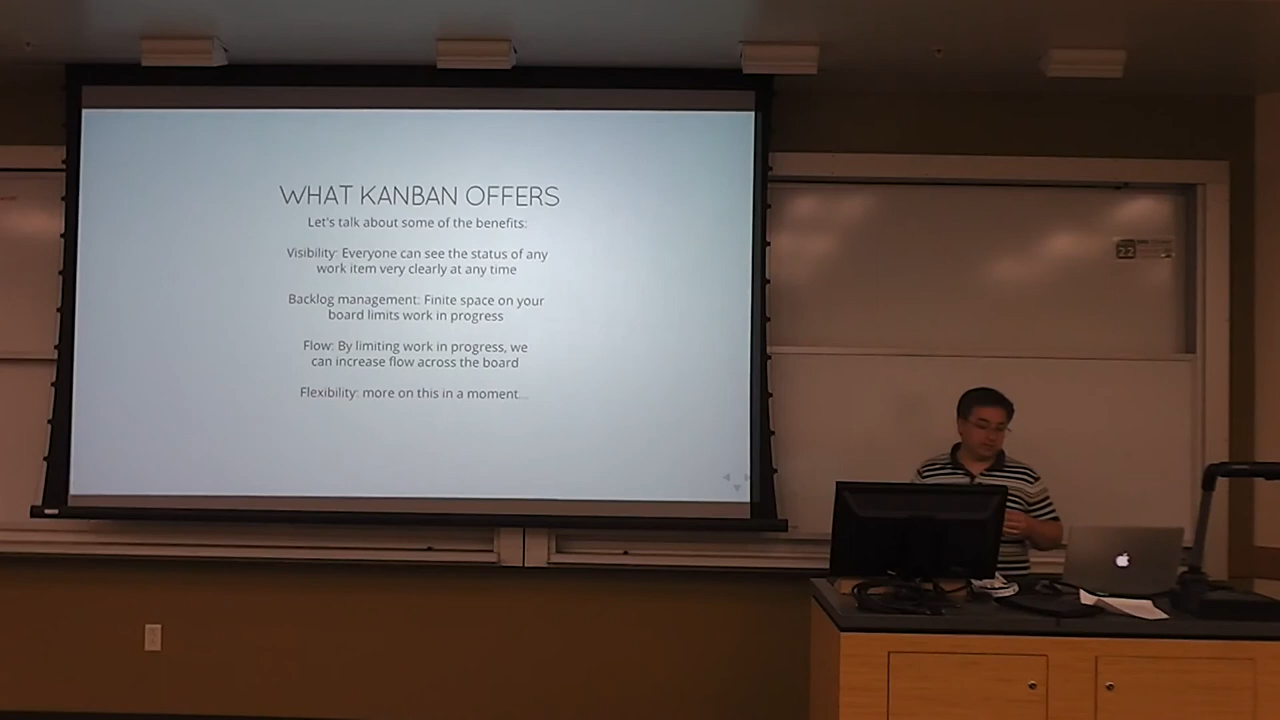 WHAT KANBAN OFFERS
Let's talk about some of the benefits:
Visibility: Everyone can see the status of any
work item very clearly at any time
Backlog management: Finite space on your
board limits work in progress
Flow: By limiting work in progress, we
can increase flow across the board
Flexibility: more on this in a moment...
22